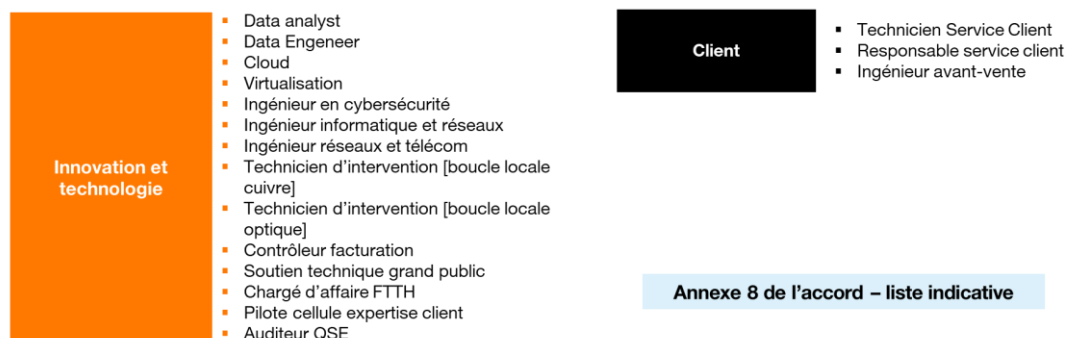 Innovation et
technologie
Data analyst
Data Engeneer
Cloud
Virtualisation
Ingénieur en cybersécurité
Ingénieur informatique et réseaux
Ingénieur réseaux et télécom
Technicien d'intervention [boucle locale
cuivre]
Technicien d'intervention [boucle locale
optique]
Contrôleur facturation
Soutien technique grand public
Chargé d'affaire FTTH
Pilote cellule expertise client
Auditeur QSE
Client
Technicien Service Client
Responsable service client
Ingénieur avant-vente
Annexe 8 de l'accord – liste indicative